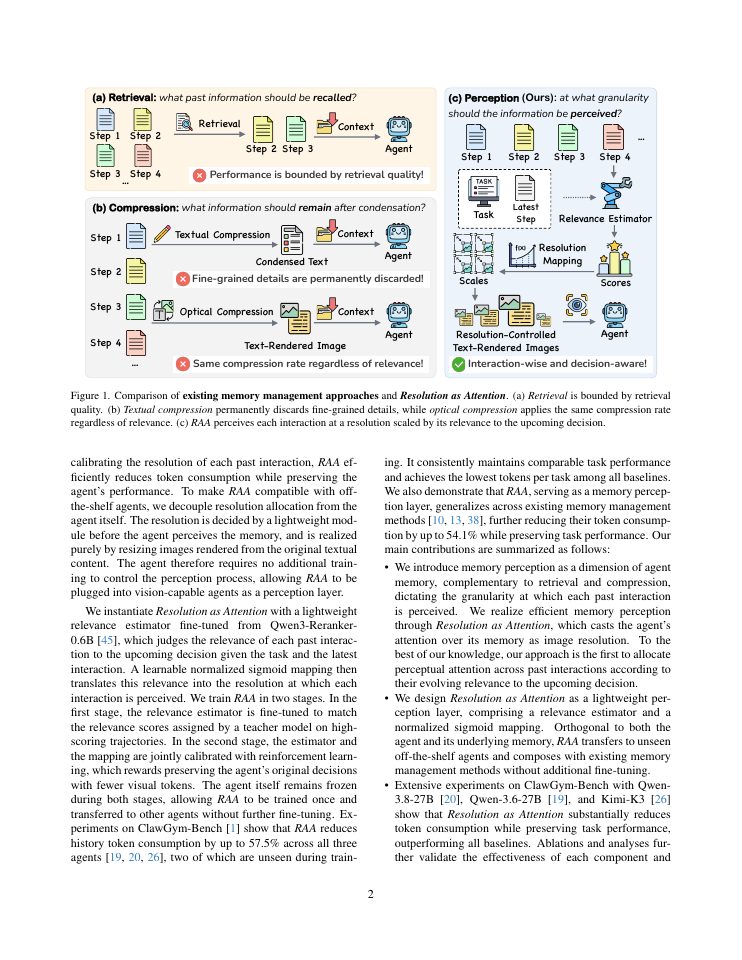 (a) Retrieval: what past information should be recalled?
Step 1 Step 2
Step 3 Step 4
...
Retrieval
Step 2 Step 3
Context
Agent
Performance is bounded by retrieval quality!
(b) Compression: what information should remain after condensation?
Step 1
Step 2
Step 3
Step 4
...
Textual Compression
Condensed Text
Context
Agent
Fine-grained details are permanently discarded!
Optical Compression
Text-Rendered Image
Context
Agent
Same compression rate regardless of relevance!
(c) Perception (Ours): at what granularity
should the information be perceived?
Step 1 Step 2 Step 3 Step 4 ...
TASK
Task
Latest
Step
Relevance Estimator
f(x)
Resolution
Mapping
Scales
Scores
Resolution-Controlled
Text-Rendered Images
Agent
Interaction-wise and decision-aware!
Figure 1. Comparison of existing memory management approaches and Resolution as Attention. (a) Retrieval is bounded by retrieval
quality. (b) Textual compression permanently discards fine-grained details, while optical compression applies the same compression rate
regardless of relevance. (c) RAA perceives each interaction at a resolution scaled by its relevance to the upcoming decision.
calibrating the resolution of each past interaction, RAA ef-
ficiently reduces token consumption while preserving the
agent's performance. To make RAA compatible with off-
the-shelf agents, we decouple resolution allocation from the
agent itself. The resolution is decided by a lightweight mod-
ule before the agent perceives the memory, and is realized
purely by resizing images rendered from the original textual
content. The agent therefore requires no additional train-
ing to control the perception process, allowing RAA to be
plugged into vision-capable agents as a perception layer.
We instantiate Resolution as Attention with a lightweight
relevance estimator fine-tuned from Qwen3-Reranker-
0.6B [45], which judges the relevance of each past interac-
tion to the upcoming decision given the task and the latest
interaction. A learnable normalized sigmoid mapping then
translates this relevance into the resolution at which each
interaction is perceived. We train RAA in two stages. In the
first stage, the relevance estimator is fine-tuned to match
the relevance scores assigned by a teacher model on high-
scoring trajectories. In the second stage, the estimator and
the mapping are jointly calibrated with reinforcement learn-
ing, which rewards preserving the agent's original decisions
with fewer visual tokens. The agent itself remains frozen
during both stages, allowing RAA to be trained once and
transferred to other agents without further fine-tuning. Ex-
periments on ClawGym-Bench [1] show that RAA reduces
history token consumption by up to 57.5% across all three
agents [19, 20, 26], two of which are unseen during train-
ing. It consistently maintains comparable task performance
and achieves the lowest tokens per task among all baselines.
We also demonstrate that RAA, serving as a memory percep-
tion layer, generalizes across existing memory management
methods [10, 13, 38], further reducing their token consump-
tion by up to 54.1% while preserving task performance. Our
main contributions are summarized as follows:
• We introduce memory perception as a dimension of agent
memory, complementary to retrieval and compression,
dictating the granularity at which each past interaction
is perceived. We realize efficient memory perception
through Resolution as Attention, which casts the agent's
attention over its memory as image resolution. To the
best of our knowledge, our approach is the first to allocate
perceptual attention across past interactions according to
their evolving relevance to the upcoming decision.
• We design Resolution as Attention as a lightweight per-
ception layer, comprising a relevance estimator and a
normalized sigmoid mapping. Orthogonal to both the
agent and its underlying memory, RAA transfers to unseen
off-the-shelf agents and composes with existing memory
management methods without additional fine-tuning.
• Extensive experiments on ClawGym-Bench with Qwen-
3.8-27B [20], Qwen-3.6-27B [19], and Kimi-K3 [26]
show that Resolution as Attention substantially reduces
token consumption while preserving task performance,
outperforming all baselines. Ablations and analyses fur-
ther validate the effectiveness of each component and
2